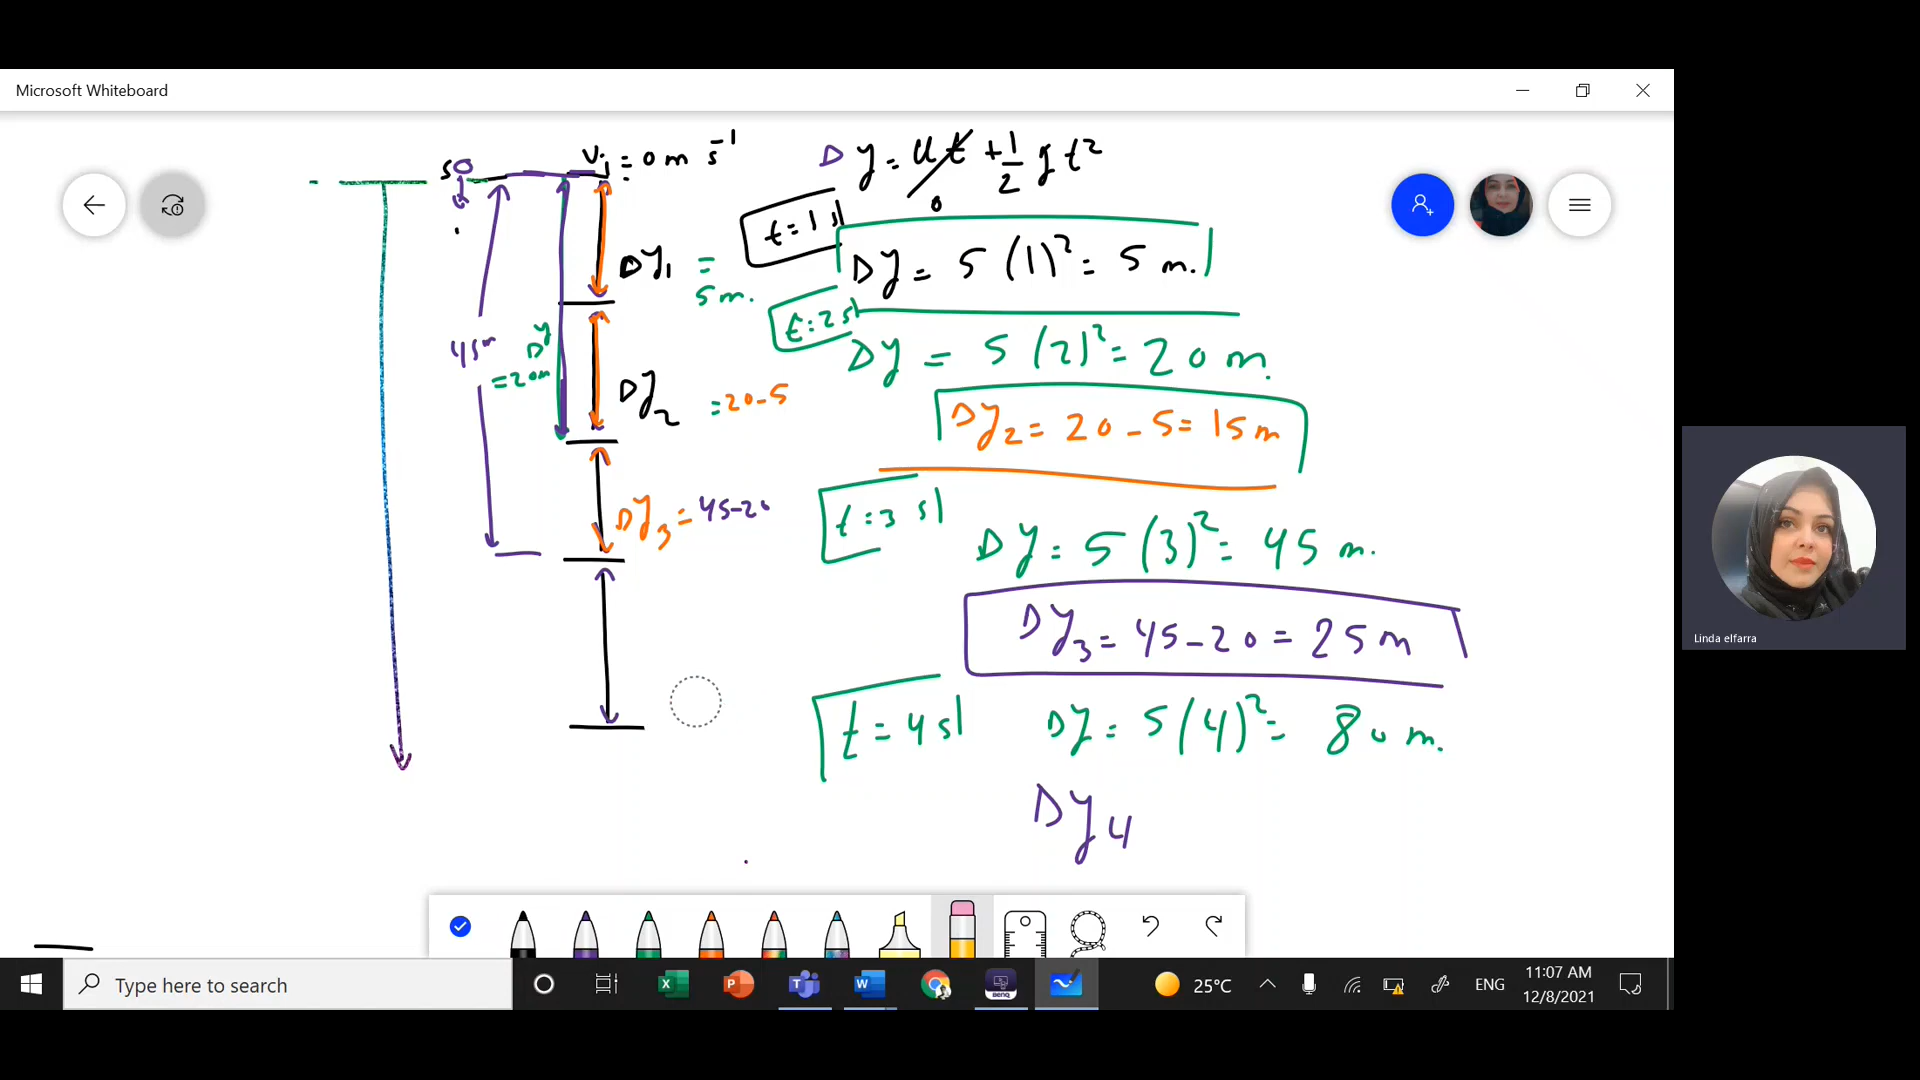 Microsoft Whiteboard
Vi = 0 m s⁻¹
Δy = ut + 1/2 g t²
0
t = 1 s
Δy = 5 (1)² = 5 m.
Δy₁ = 5 m.
t = 2 s
Δy = 5 (2)² = 20 m.
45 m
Δy = 20 m
Δy₂ = 20 - 5
Δy₂ = 20 - 5 = 15 m
Δy₃ = 45 - 20
t = 3 s
Δy = 5 (3)² = 45 m.
Δy₃ = 45 - 20 = 25 m
t = 4 s
Δy = 5 (4)² = 80 m.
Δy₄
Linda elfarra
Type here to search
BENQ
25°C
ENG
11:07 AM
12/8/2021